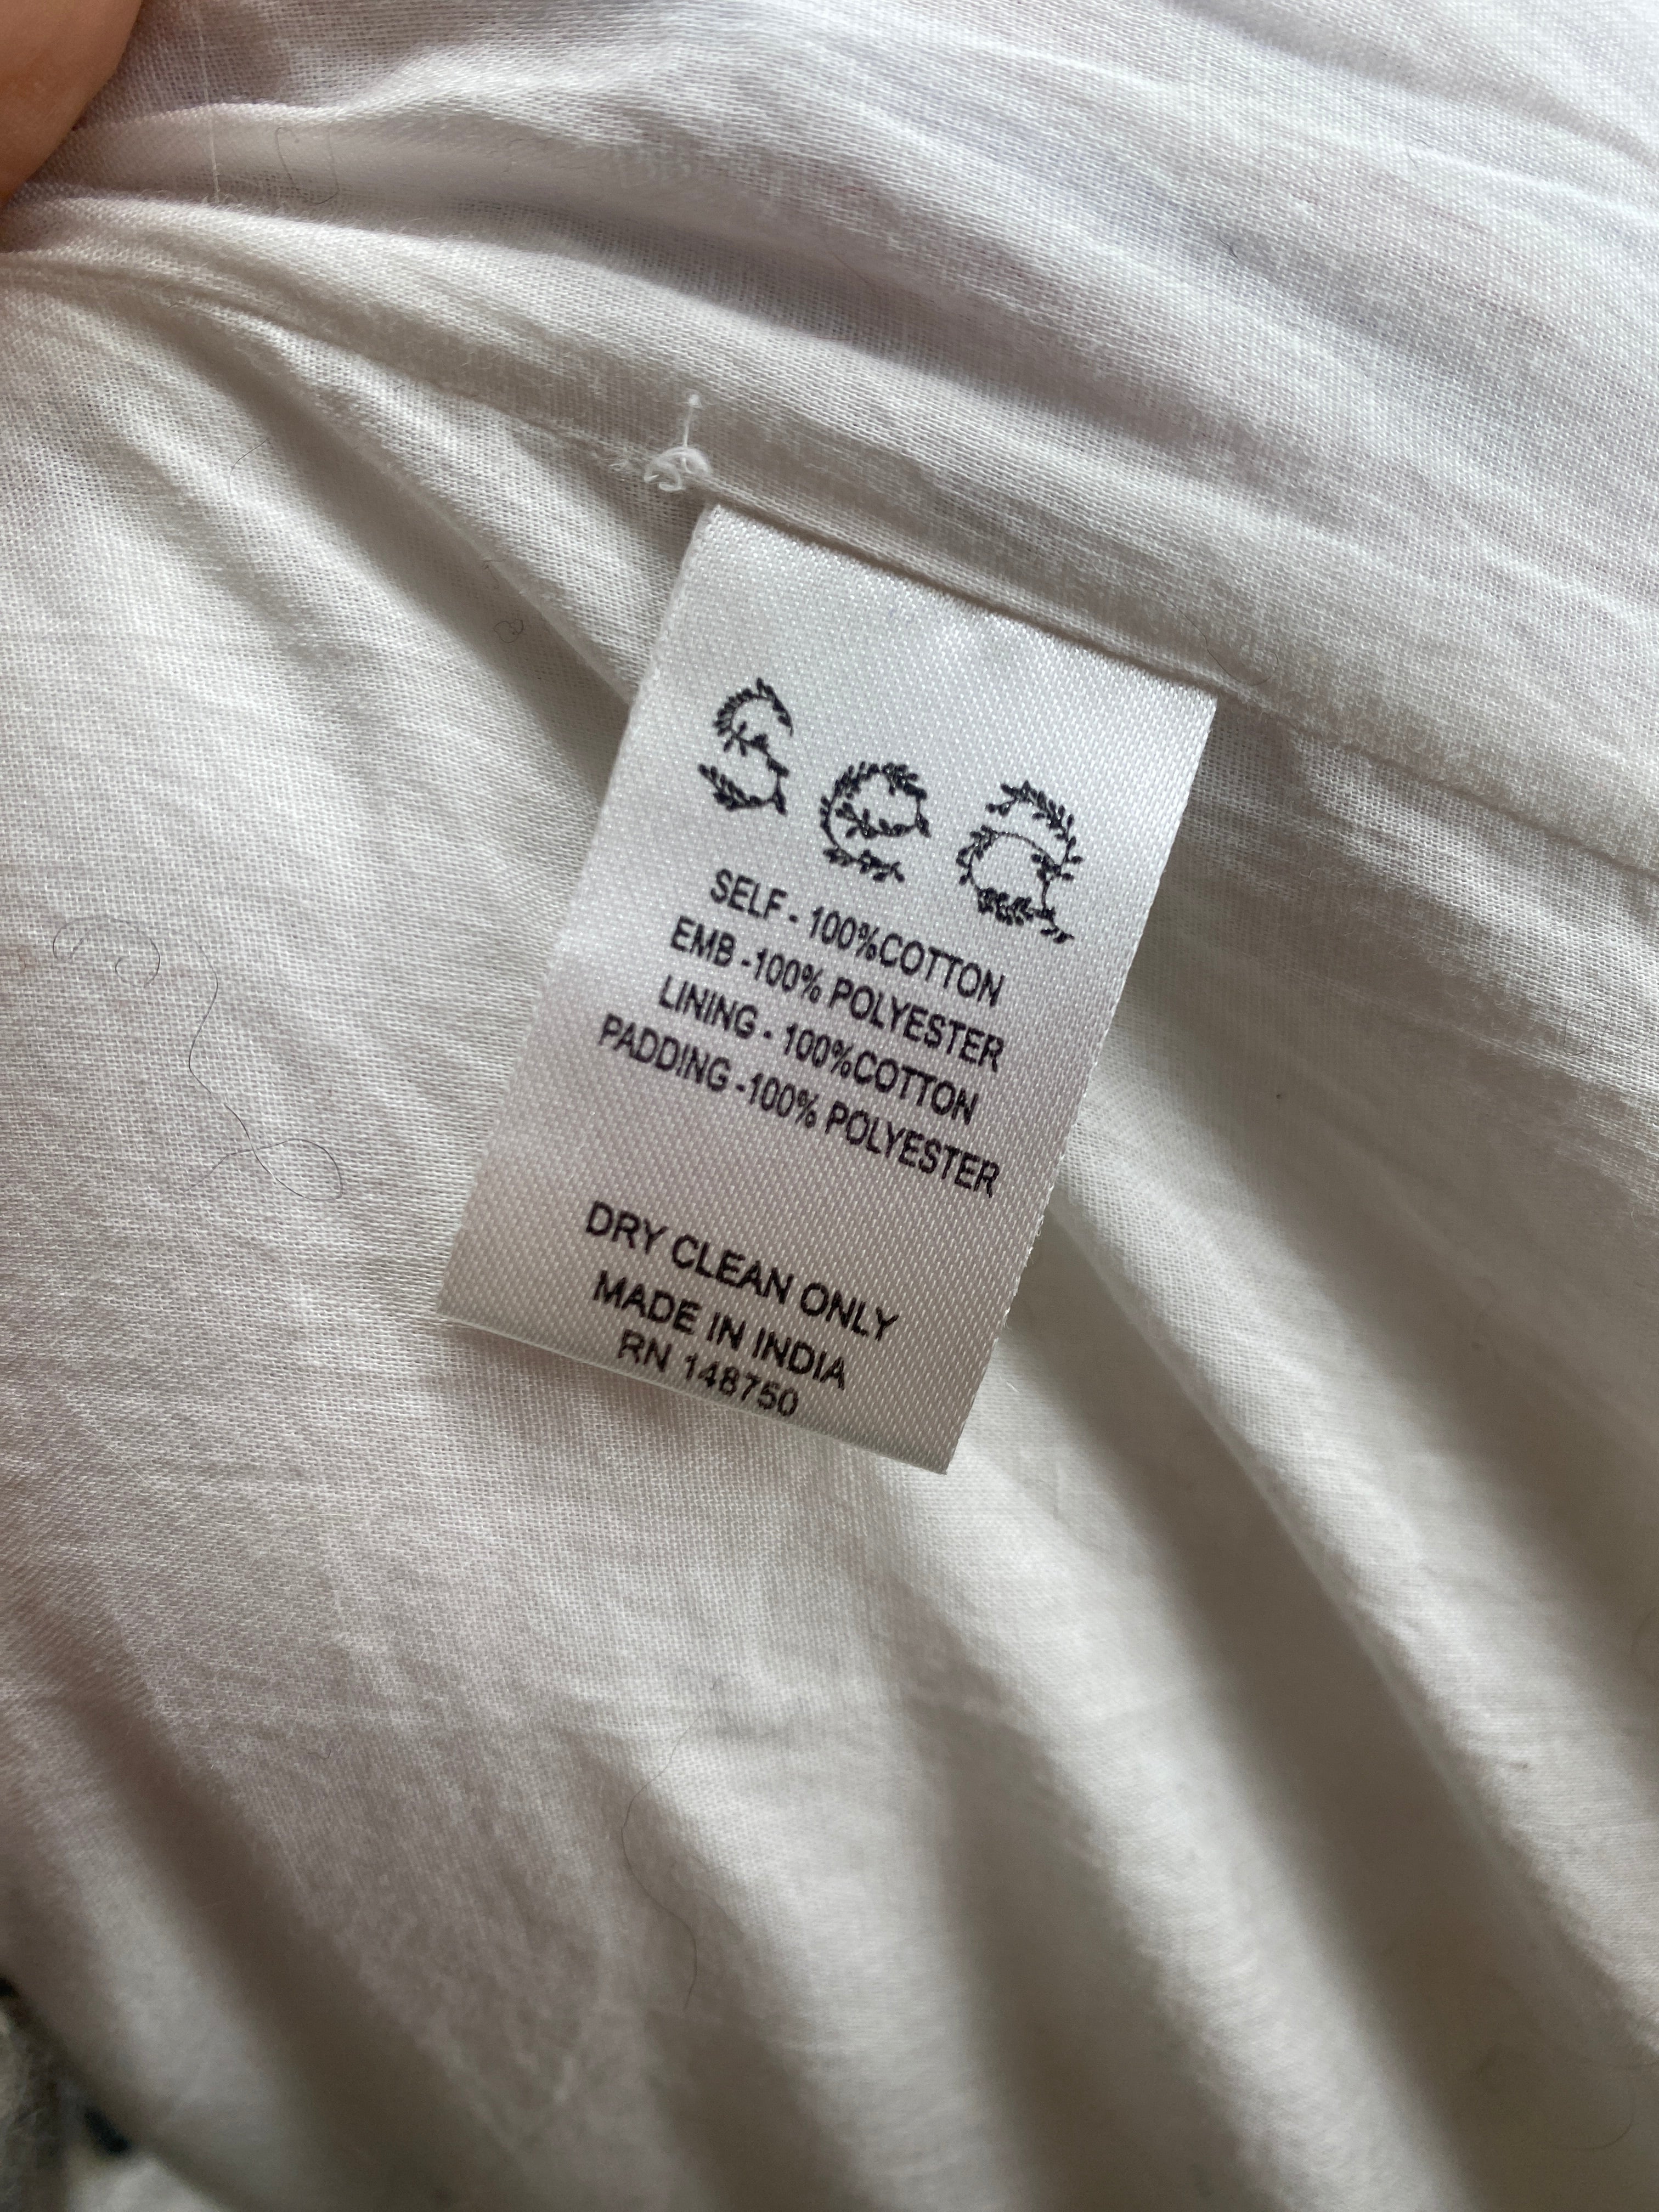 sea
SELF - 100%COTTON
EMB -100% POLYESTER
LINING - 100%COTTON
PADDING -100% POLYESTER
DRY CLEAN ONLY
MADE IN INDIA
RN 148750